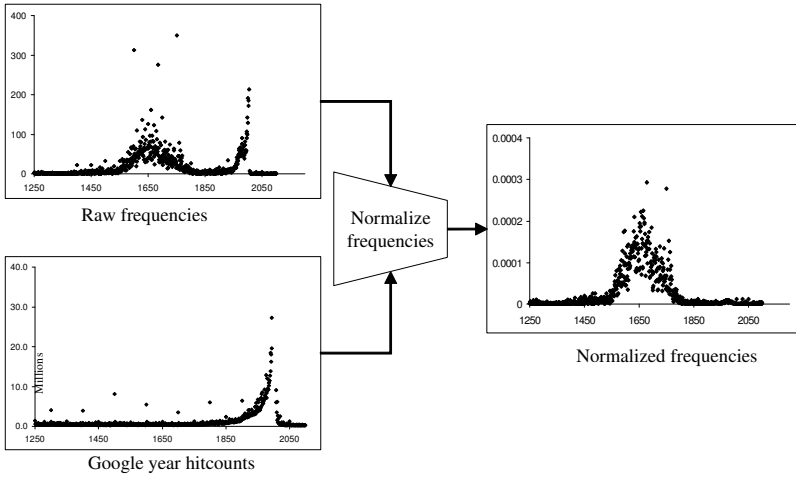 400
300
200
100
0
1250 1450 1650 1850 2050
Raw frequencies
40.0
30.0
20.0
10.0
0.0
Millions
1250 1450 1650 1850 2050
Google year hitcounts
Normalize
frequencies
0.0004
0.0003
0.0002
0.0001
0
1250 1450 1650 1850 2050
Normalized frequencies